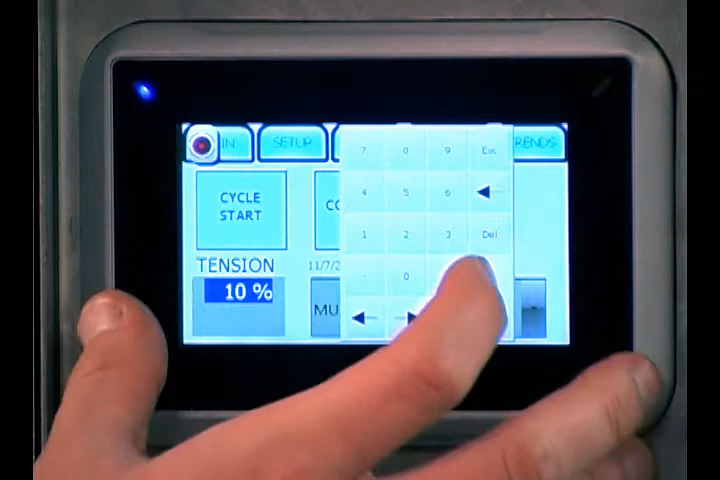 IN SETUP RENDS
7 8 9 Esc
CYCLE
START
CO
4 5 6
1 2 3 Del
TENSION 11/7/2
0
10 %
MU